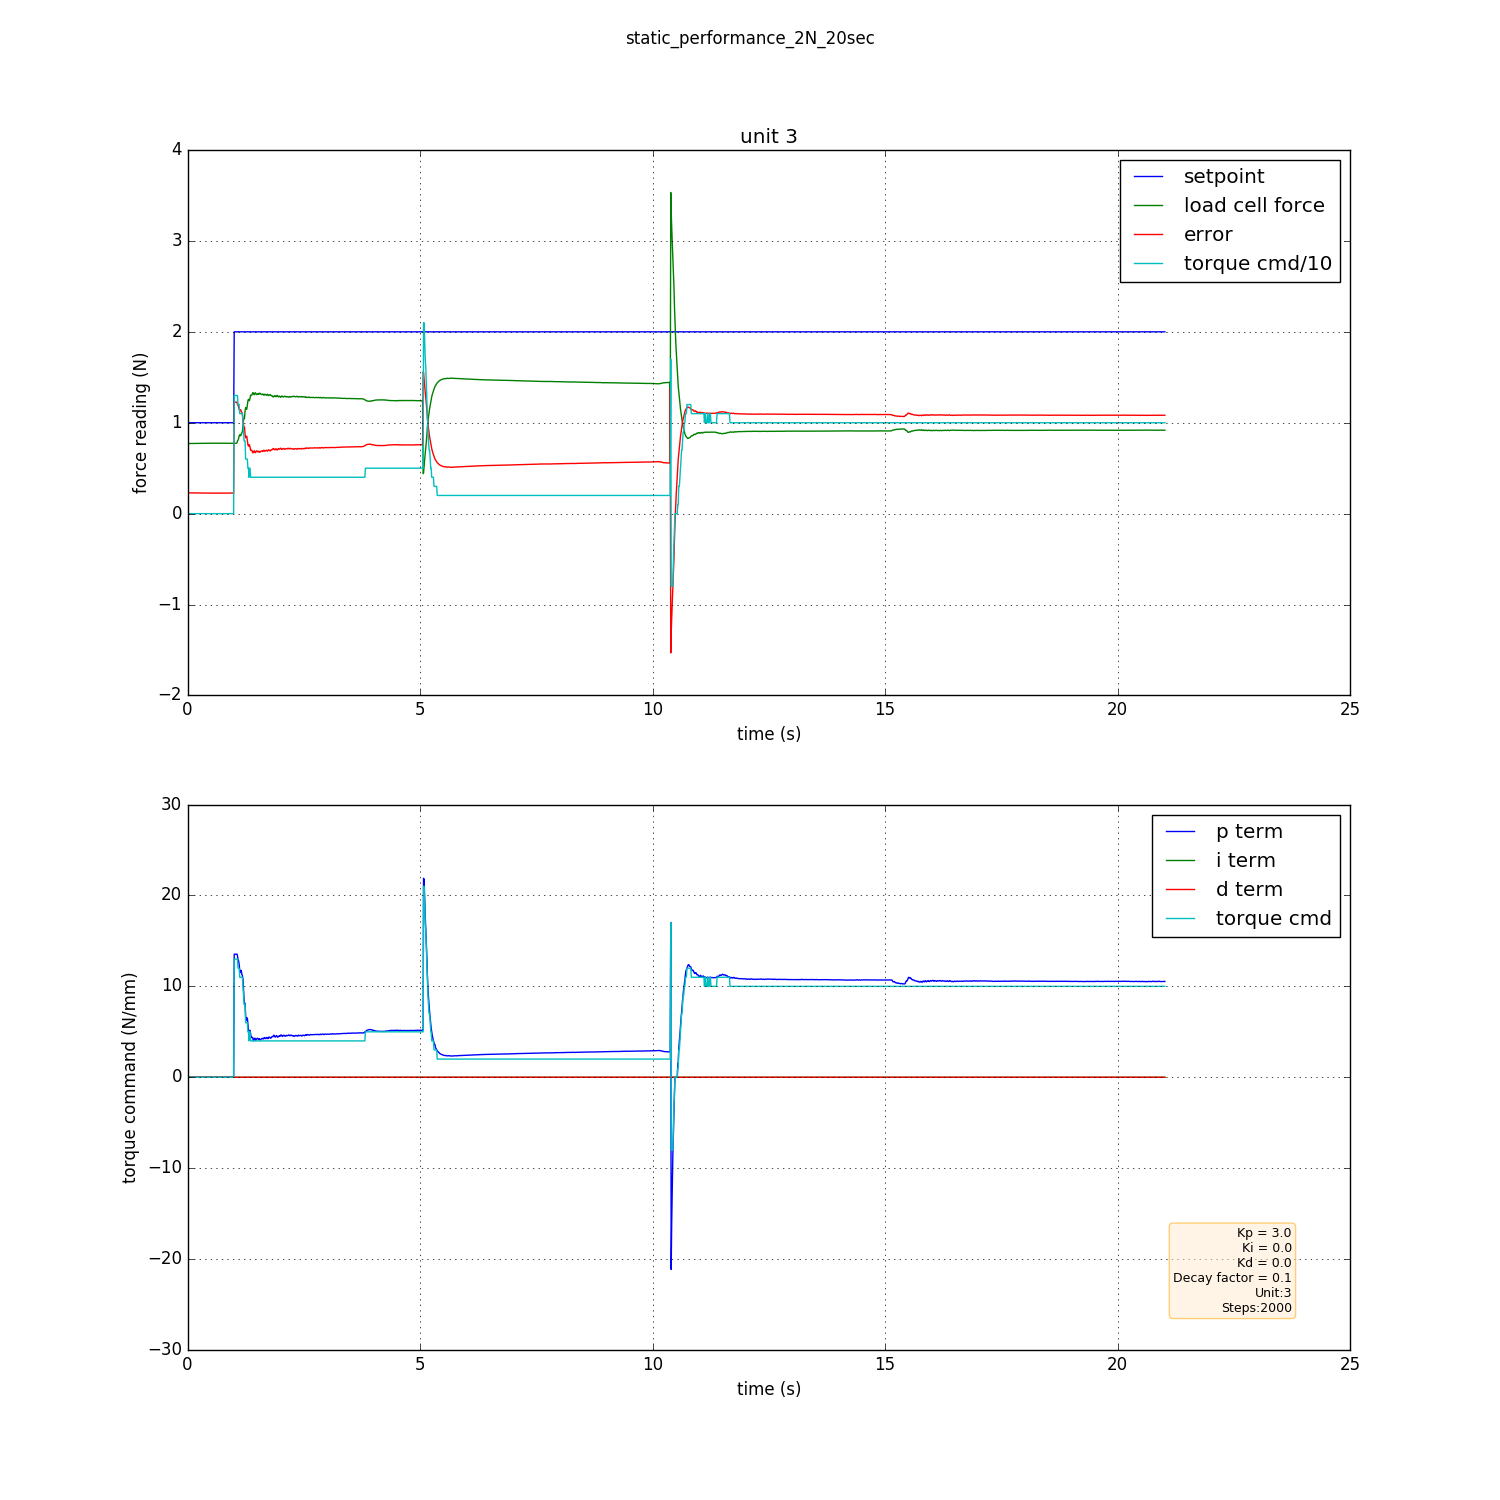 static_performance_2N_20sec
unit 3
4
3
2
1
0
−1
−2
force reading (N)
setpoint
load cell force
error
torque cmd/10
0 5 10 15 20 25
time (s)
30
20
10
0
−10
−20
−30
torque command (N/mm)
p term
i term
d term
torque cmd
Kp = 3.0
Ki = 0.0
Kd = 0.0
Decay factor = 0.1
Unit:3
Steps:2000
0 5 10 15 20 25
time (s)